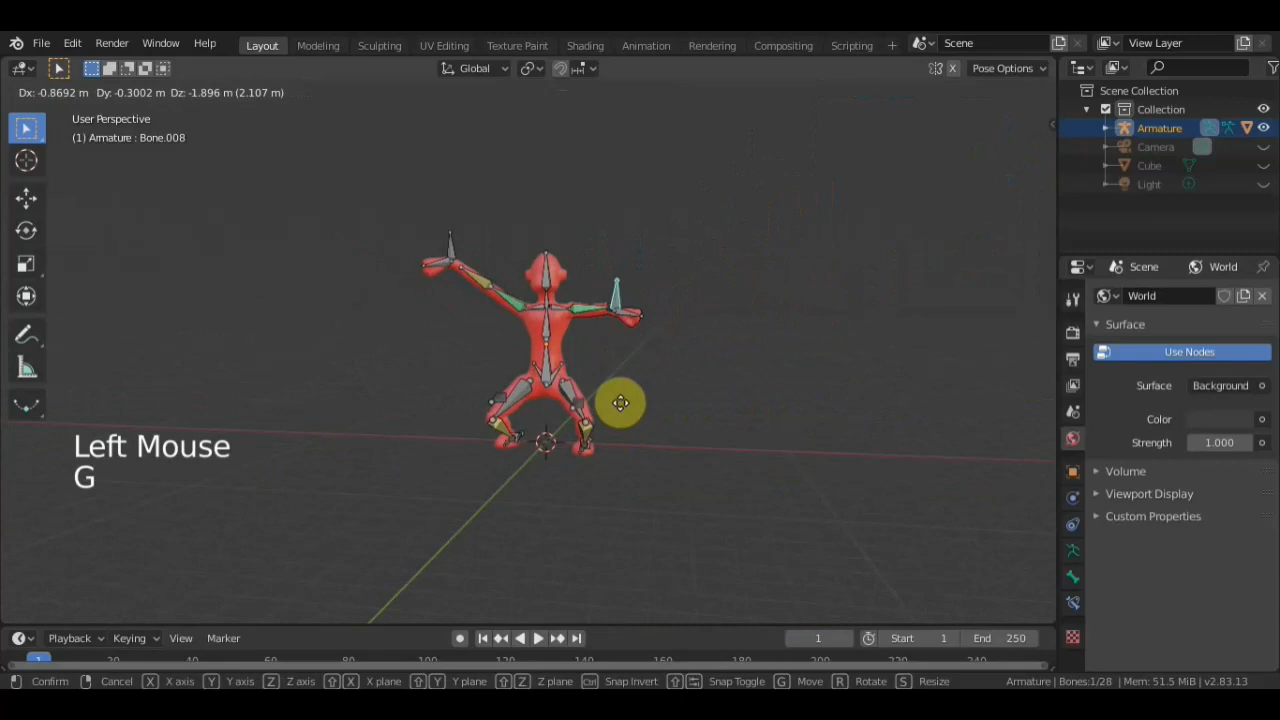 File Edit Render Window Help Layout Modeling Sculpting UV Editing Texture Paint Shading Animation Rendering Compositing Scripting + Scene View Layer
Global X Pose Options
Dx: -0.8692 m Dy: -0.3002 m Dz: -1.896 m (2.107 m)
User Perspective
(1) Armature : Bone.008
Scene Collection
Collection
Armature
Camera
Cube
Light
Scene World
World
Surface
Use Nodes
Surface Background
Color
Strength 1.000
Volume
Viewport Display
Custom Properties
Left Mouse
G
Playback Keying View Marker 1 Start 1 End 250
1 20 60 80 100 120 140 160 200 220 240
Confirm Cancel X X axis Y Y axis Z Z axis X X plane Y Y plane Z Z plane Ctrl Snap Invert Snap Toggle G Move R Rotate S Resize Armature | Bones:1/28 | Mem: 51.5 MiB | v2.83.13